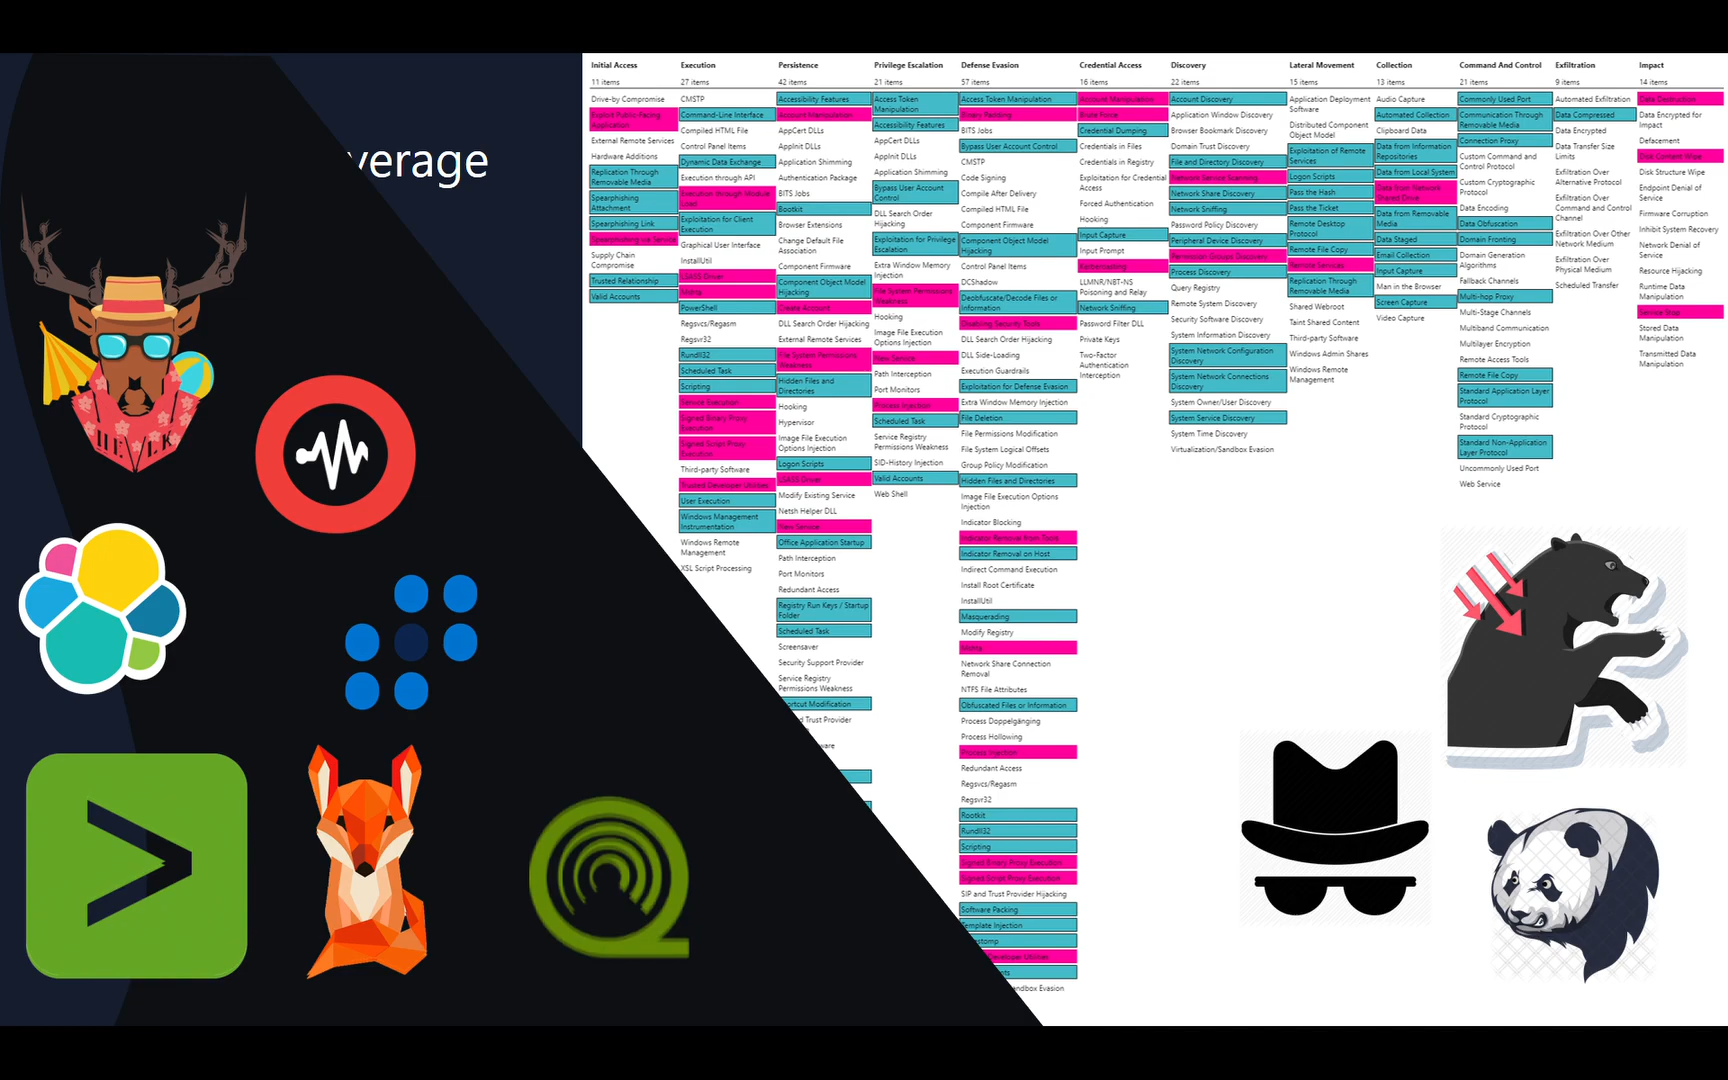 verage
Initial Access
11 items
Drive-by Compromise
Exploit Public-Facing
Application
External Remote Services
Hardware Additions
Replication Through
Removable Media
Spearphishing
Attachment
Spearphishing Link
Spearphishing via Service
Supply Chain
Compromise
Trusted Relationship
Valid Accounts
Execution
27 items
CMSTP
Command-Line Interface
Compiled HTML File
Control Panel Items
Dynamic Data Exchange
Execution through API
Execution through Module
Load
Exploitation for Client
Execution
Graphical User Interface
InstallUtil
LSASS Driver
Mshta
PowerShell
Regsvcs/Regasm
Regsvr32
Rundll32
Scheduled Task
Scripting
Service Execution
Signed Binary Proxy
Execution
Signed Script Proxy
Execution
Third-party Software
Trusted Developer Utilities
User Execution
Windows Management
Instrumentation
Windows Remote
Management
XSL Script Processing
Persistence
42 items
Accessibility Features
Account Manipulation
AppCert DLLs
AppInit DLLs
Application Shimming
Authentication Package
BITS Jobs
Bootkit
Browser Extensions
Change Default File
Association
Component Firmware
Component Object Model
Hijacking
Create Account
DLL Search Order Hijacking
External Remote Services
File System Permissions
Weakness
Hidden Files and
Directories
Hooking
Hypervisor
Image File Execution
Options Injection
Logon Scripts
LSASS Driver
Modify Existing Service
Netsh Helper DLL
New Service
Office Application Startup
Path Interception
Port Monitors
Redundant Access
Registry Run Keys / Startup
Folder
Scheduled Task
Screensaver
Security Support Provider
Service Registry
Permissions Weakness
ortcut Modification
d Trust Provider
ware
Privilege Escalation
21 items
Access Token
Manipulation
Accessibility Features
AppCert DLLs
AppInit DLLs
Application Shimming
Bypass User Account
Control
DLL Search Order
Hijacking
Exploitation for Privilege
Escalation
Extra Window Memory
Injection
File System Permissions
Weakness
Hooking
Image File Execution
Options Injection
New Service
Path Interception
Port Monitors
Process Injection
Scheduled Task
Service Registry
Permissions Weakness
SID-History Injection
Valid Accounts
Web Shell
Defense Evasion
57 items
Access Token Manipulation
Binary Padding
BITS Jobs
Bypass User Account Control
CMSTP
Code Signing
Compile After Delivery
Compiled HTML File
Component Firmware
Component Object Model
Hijacking
Control Panel Items
DCShadow
Deobfuscate/Decode Files or
Information
Disabling Security Tools
DLL Search Order Hijacking
DLL Side-Loading
Execution Guardrails
Exploitation for Defense Evasion
Extra Window Memory Injection
File Deletion
File Permissions Modification
File System Logical Offsets
Group Policy Modification
Hidden Files and Directories
Image File Execution Options
Injection
Indicator Blocking
Indicator Removal from Tools
Indicator Removal on Host
Indirect Command Execution
Install Root Certificate
InstallUtil
Masquerading
Modify Registry
Mshta
Network Share Connection
Removal
NTFS File Attributes
Obfuscated Files or Information
Process Doppelgänging
Process Hollowing
Process Injection
Redundant Access
Regsvcs/Regasm
Regsvr32
Rootkit
Rundll32
Scripting
Signed Binary Proxy Execution
Signed Script Proxy Execution
SIP and Trust Provider Hijacking
Software Packing
Template Injection
estomp
Developer Utilities
nts
andbox Evasion
Credential Access
16 items
Account Manipulation
Brute Force
Credential Dumping
Credentials in Files
Credentials in Registry
Exploitation for Credential
Access
Forced Authentication
Hooking
Input Capture
Input Prompt
Kerberoasting
LLMNR/NBT-NS
Poisoning and Relay
Network Sniffing
Password Filter DLL
Private Keys
Two-Factor
Authentication
Interception
Discovery
22 items
Account Discovery
Application Window Discovery
Browser Bookmark Discovery
Domain Trust Discovery
File and Directory Discovery
Network Service Scanning
Network Share Discovery
Network Sniffing
Password Policy Discovery
Peripheral Device Discovery
Permission Groups Discovery
Process Discovery
Query Registry
Remote System Discovery
Security Software Discovery
System Information Discovery
System Network Configuration
Discovery
System Network Connections
Discovery
System Owner/User Discovery
System Service Discovery
System Time Discovery
Virtualization/Sandbox Evasion
Lateral Movement
15 items
Application Deployment
Software
Distributed Component
Object Model
Exploitation of Remote
Services
Logon Scripts
Pass the Hash
Pass the Ticket
Remote Desktop
Protocol
Remote File Copy
Remote Services
Replication Through
Removable Media
Shared Webroot
Taint Shared Content
Third-party Software
Windows Admin Shares
Windows Remote
Management
Collection
13 items
Audio Capture
Automated Collection
Clipboard Data
Data from Information
Repositories
Data from Local System
Data from Network
Shared Drive
Data from Removable
Media
Data Staged
Email Collection
Input Capture
Man in the Browser
Screen Capture
Video Capture
Command And Control
21 items
Commonly Used Port
Communication Through
Removable Media
Connection Proxy
Custom Command and
Control Protocol
Custom Cryptographic
Protocol
Data Encoding
Data Obfuscation
Domain Fronting
Domain Generation
Algorithms
Fallback Channels
Multi-hop Proxy
Multi-Stage Channels
Multiband Communication
Multilayer Encryption
Remote Access Tools
Remote File Copy
Standard Application Layer
Protocol
Standard Cryptographic
Protocol
Standard Non-Application
Layer Protocol
Uncommonly Used Port
Web Service
Exfiltration
9 items
Automated Exfiltration
Data Compressed
Data Encrypted
Data Transfer Size
Limits
Exfiltration Over
Alternative Protocol
Exfiltration Over
Command and Control
Channel
Exfiltration Over Other
Network Medium
Exfiltration Over
Physical Medium
Scheduled Transfer
Impact
14 items
Data Destruction
Data Encrypted for
Impact
Defacement
Disk Content Wipe
Disk Structure Wipe
Endpoint Denial of
Service
Firmware Corruption
Inhibit System Recovery
Network Denial of
Service
Resource Hijacking
Runtime Data
Manipulation
Service Stop
Stored Data
Manipulation
Transmitted Data
Manipulation